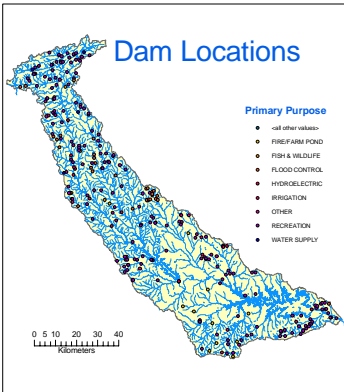 Dam Locations
Primary Purpose
<all other values>
FIRE/FARM POND
FISH & WILDLIFE
FLOOD CONTROL
HYDROELECTRIC
IRRIGATION
OTHER
RECREATION
WATER SUPPLY
0 5 10 20 30 40
Kilometers